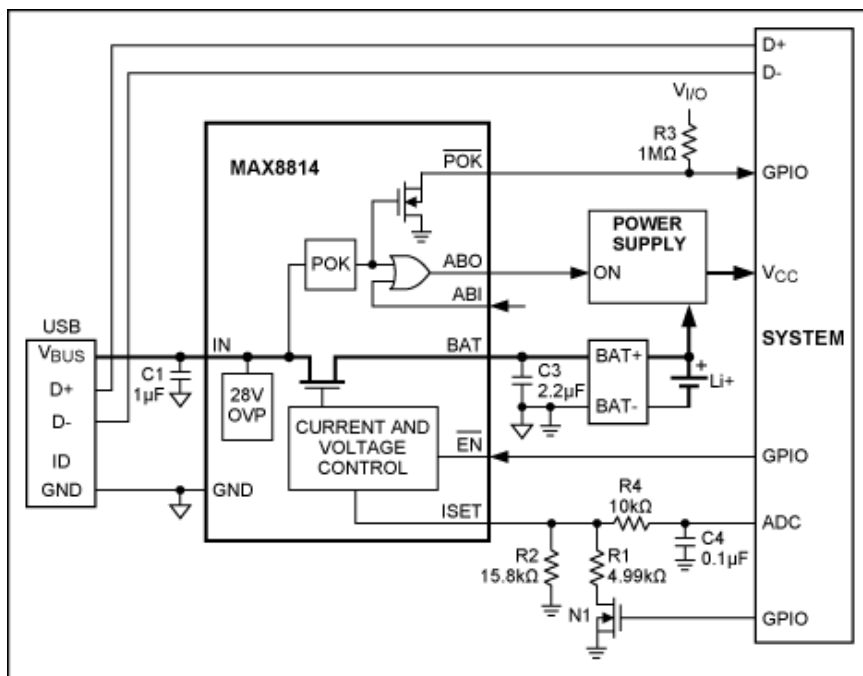 D+
D-
V_I/O
R3
1MΩ
MAX8814
POK
GPIO
POWER
SUPPLY
POK
ABO
ON
V_CC
ABI
USB
SYSTEM
V_BUS
IN
BAT
BAT+
+
Li+
C1
1µF
C3
2.2µF
D+
28V
OVP
BAT-
D-
CURRENT AND
VOLTAGE
CONTROL
EN
GPIO
ID
GND
GND
ISET
R4
10kΩ
ADC
C4
0.1µF
R2
15.8kΩ
R1
4.99kΩ
N1
GPIO